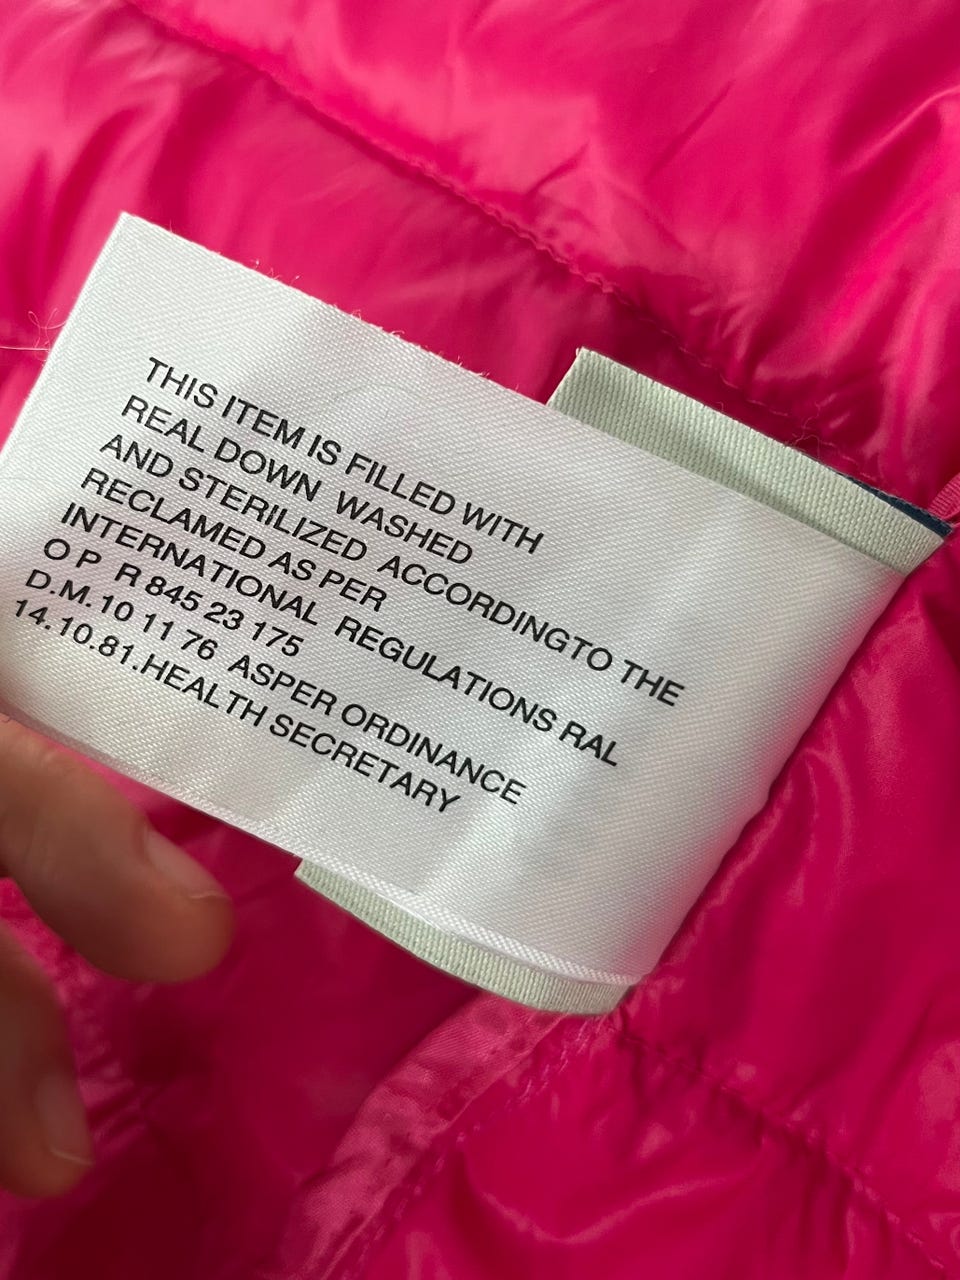 THIS ITEM IS FILLED WITH
REAL DOWN WASHED
AND STERILIZED ACCORDINGTO THE
RECLAMED AS PER
INTERNATIONAL REGULATIONS RAL
O P R 845 23 175
D.M.10 11 76 ASPER ORDINANCE
14.10.81.HEALTH SECRETARY